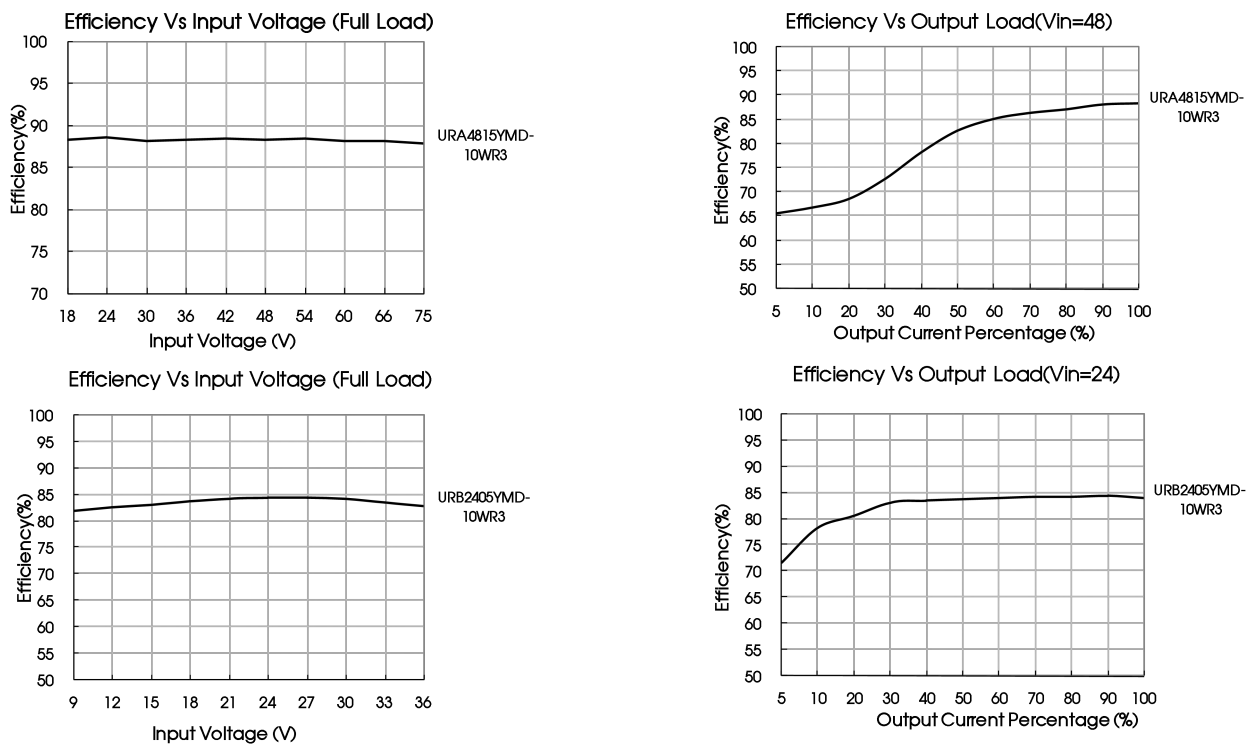 Efficiency Vs Input Voltage (Full Load)
100
95
90
85
80
75
70
Efficiency(%)
18 24 30 36 42 48 54 60 66 75
Input Voltage (V)
URA4815YMD-
10WR3
Efficiency Vs Output Load(Vin=48)
100
95
90
85
80
75
70
65
60
55
50
Efficiency(%)
5 10 20 30 40 50 60 70 80 90 100
Output Current Percentage (%)
URA4815YMD-
10WR3
Efficiency Vs Input Voltage (Full Load)
100
95
90
85
80
75
70
65
60
55
50
Efficiency(%)
9 12 15 18 21 24 27 30 33 36
Input Voltage (V)
URB2405YMD-
10WR3
Efficiency Vs Output Load(Vin=24)
100
95
90
85
80
75
70
65
60
55
50
Efficiency(%)
5 10 20 30 40 50 60 70 80 90 100
Output Current Percentage (%)
URB2405YMD-
10WR3